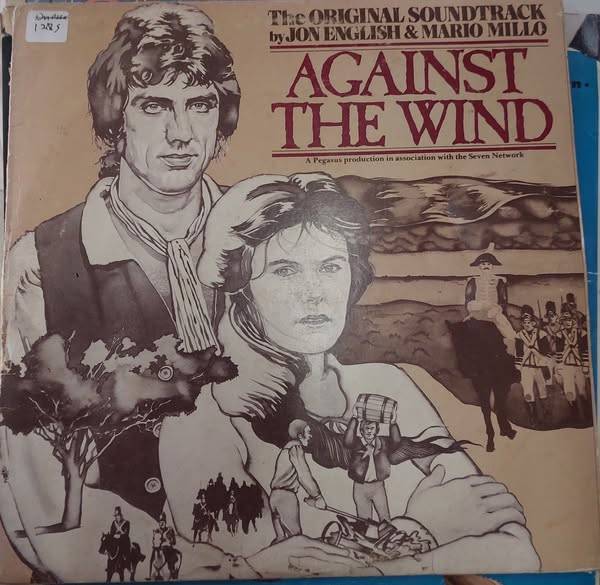 1285
The ORIGINAL SOUNDTRACK
by JON ENGLISH & MARIO MILLO
AGAINST
THE WIND
A Pegasus production in association with the Seven Network